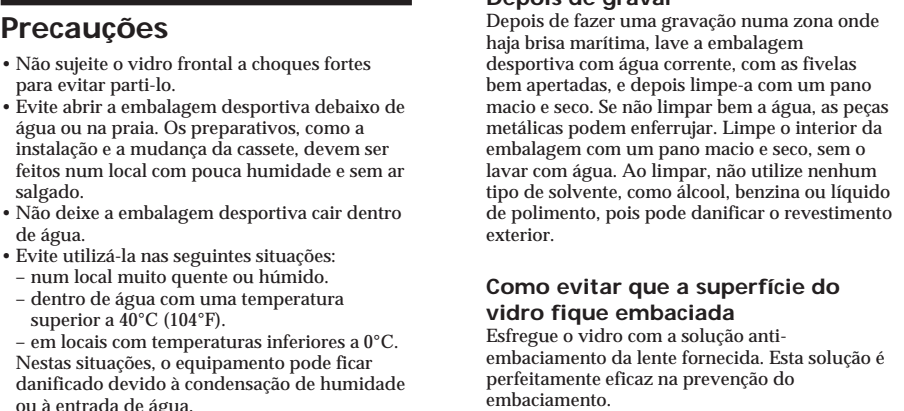 Precauções
• Não sujeite o vidro frontal a choques fortes
para evitar parti-lo.
• Evite abrir a embalagem desportiva debaixo de
água ou na praia. Os preparativos, como a
instalação e a mudança da cassete, devem ser
feitos num local com pouca humidade e sem ar
salgado.
• Não deixe a embalagem desportiva cair dentro
de água.
• Evite utilizá-la nas seguintes situações:
– num local muito quente ou húmido.
– dentro de água com uma temperatura
superior a 40°C (104°F).
– em locais com temperaturas inferiores a 0°C.
Nestas situações, o equipamento pode ficar
danificado devido à condensação de humidade
ou à entrada de água.
Depois de gravar
Depois de fazer uma gravação numa zona onde
haja brisa marítima, lave a embalagem
desportiva com água corrente, com as fivelas
bem apertadas, e depois limpe-a com um pano
macio e seco. Se não limpar bem a água, as peças
metálicas podem enferrujar. Limpe o interior da
embalagem com um pano macio e seco, sem o
lavar com água. Ao limpar, não utilize nenhum
tipo de solvente, como álcool, benzina ou líquido
de polimento, pois pode danificar o revestimento
exterior.
Como evitar que a superfície do
vidro fique embaciada
Esfregue o vidro com a solução anti-
embaciamento da lente fornecida. Esta solução é
perfeitamente eficaz na prevenção do
embaciamento.